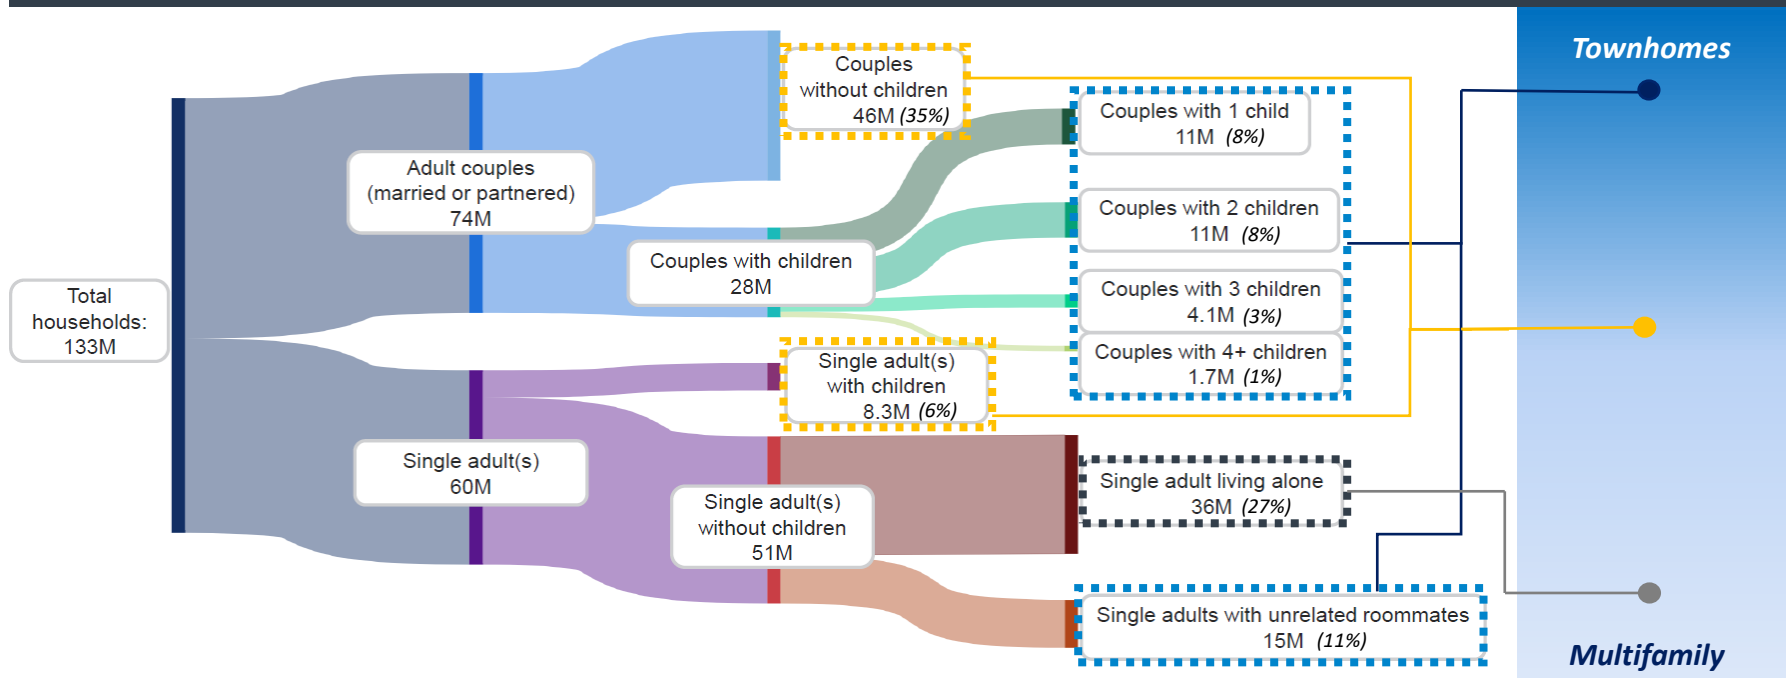 Total
households:
133M
Adult couples
(married or partnered)
74M
Single adult(s)
60M
Couples
without children
46M (35%)
Couples with children
28M
Single adult(s)
with children
8.3M (6%)
Single adult(s)
without children
51M
Couples with 1 child
11M (8%)
Couples with 2 children
11M (8%)
Couples with 3 children
4.1M (3%)
Couples with 4+ children
1.7M (1%)
Single adult living alone
36M (27%)
Single adults with unrelated roommates
15M (11%)
Townhomes
Multifamily